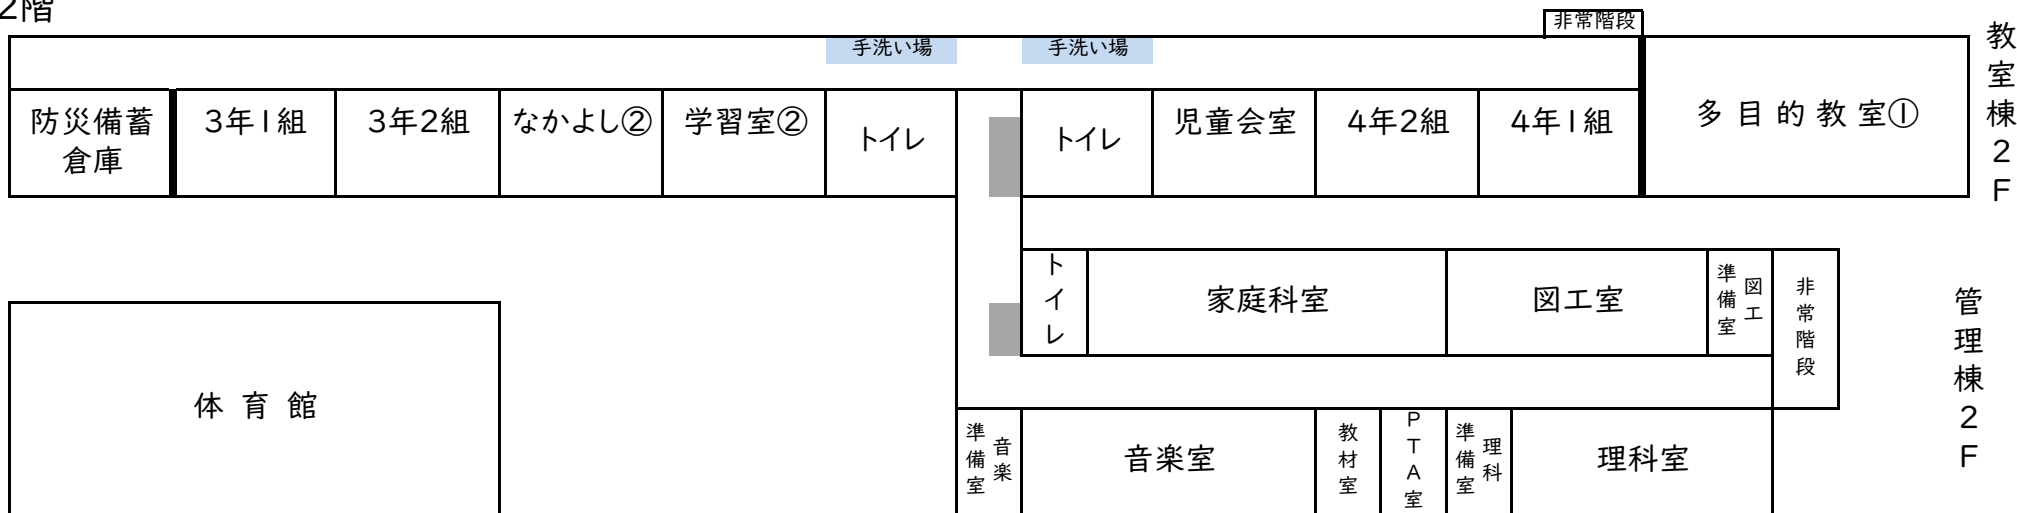 2階
非常階段
手洗い場
手洗い場
防災備蓄
倉庫
3年1組
3年2組
なかよし②
学習室②
トイレ
トイレ
児童会室
4年2組
4年1組
多目的教室①
教室棟2F
トイレ
家庭科室
図工室
図工
準備室
非常階段
管理棟2F
体育館
音楽
準備室
音楽室
教材室
PTA室
理科
準備室
理科室